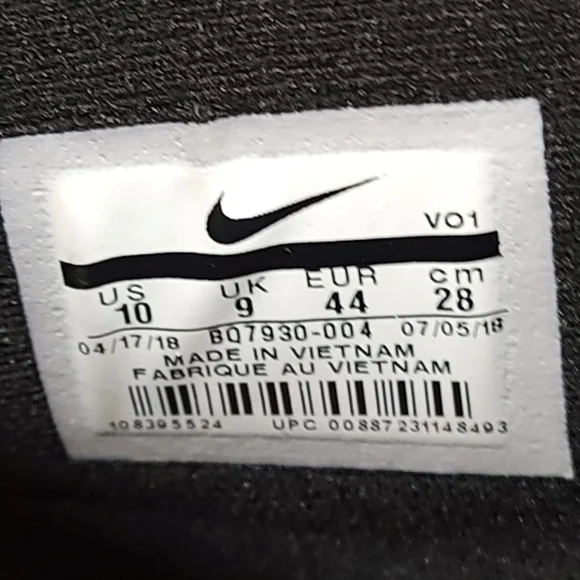 VO1
US UK EUR cm
10 9 44 28
04/17/18 BQ7930-004 07/05/18
MADE IN VIETNAM
FABRIQUE AU VIETNAM
108395524 UPC 00887231148493